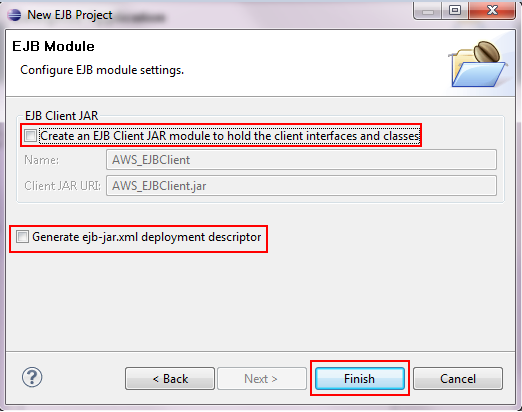 New EJB Project
EJB Module
Configure EJB module settings.
EJB Client JAR
Create an EJB Client JAR module to hold the client interfaces and classes
Name: AWS_EJBClient
Client JAR URI: AWS_EJBClient.jar
Generate ejb-jar.xml deployment descriptor
? < Back Next > Finish Cancel